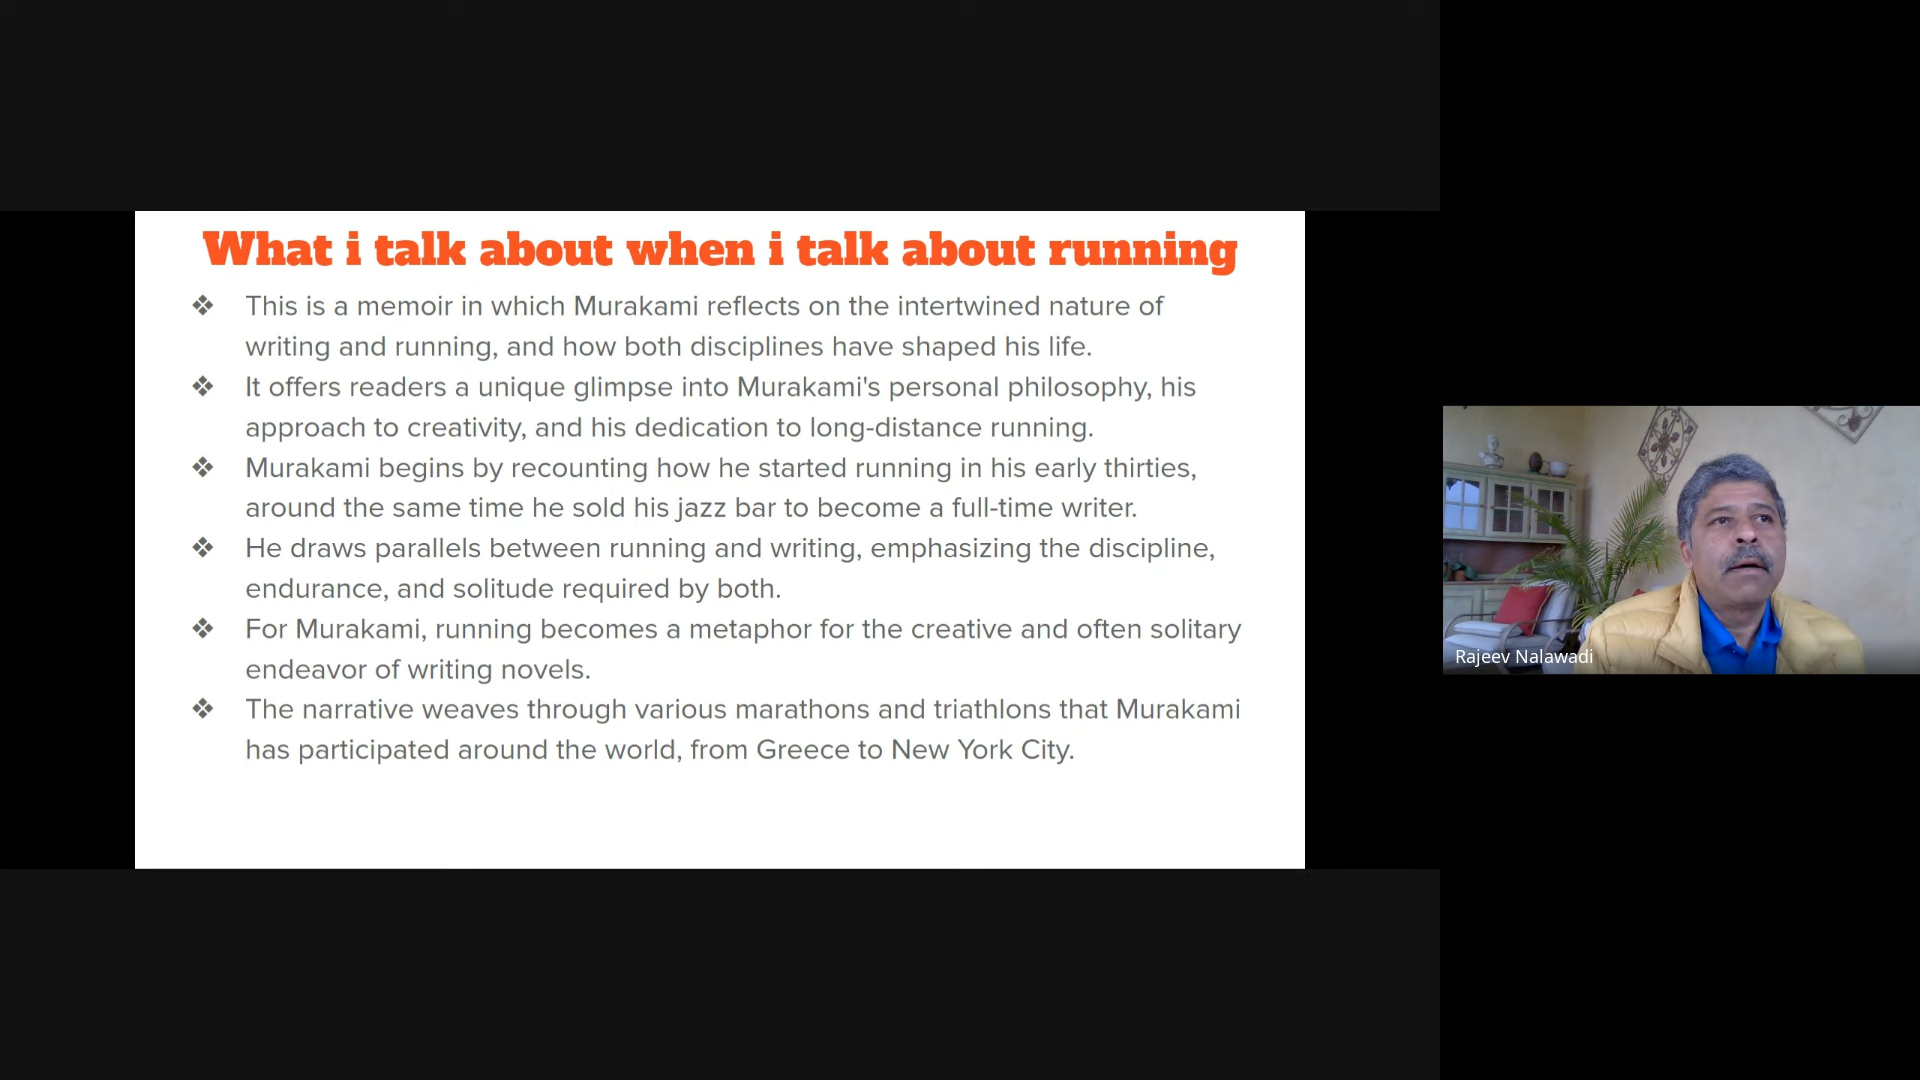 What i talk about when i talk about running
❖ This is a memoir in which Murakami reflects on the intertwined nature of
writing and running, and how both disciplines have shaped his life.
❖ It offers readers a unique glimpse into Murakami's personal philosophy, his
approach to creativity, and his dedication to long-distance running.
❖ Murakami begins by recounting how he started running in his early thirties,
around the same time he sold his jazz bar to become a full-time writer.
❖ He draws parallels between running and writing, emphasizing the discipline,
endurance, and solitude required by both.
❖ For Murakami, running becomes a metaphor for the creative and often solitary
endeavor of writing novels.
❖ The narrative weaves through various marathons and triathlons that Murakami
has participated around the world, from Greece to New York City.
Rajeev Nalawadi